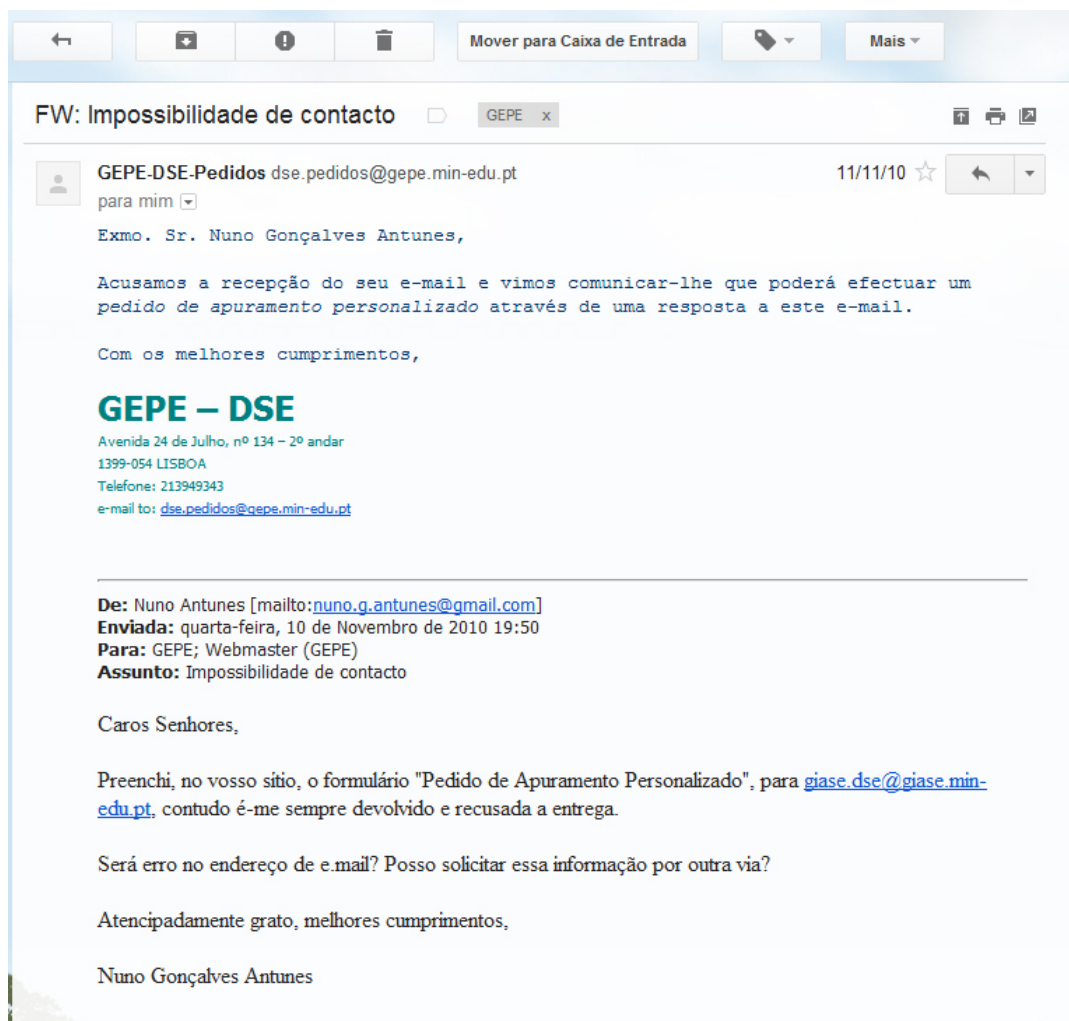 Mover para Caixa de Entrada
Mais
FW: Impossibilidade de contacto
GEPE x
GEPE-DSE-Pedidos dse.pedidos@gepe.min-edu.pt
11/11/10
para mim
Exmo. Sr. Nuno Gonçalves Antunes,
Acusamos a recepção do seu e-mail e vimos comunicar-lhe que poderá efectuar um
pedido de apuramento personalizado através de uma resposta a este e-mail.
Com os melhores cumprimentos,
GEPE – DSE
Avenida 24 de Julho, nº 134 – 2º andar
1399-054 LISBOA
Telefone: 213949343
e-mail to: dse.pedidos@gepe.min-edu.pt
De: Nuno Antunes [mailto:nuno.g.antunes@gmail.com]
Enviada: quarta-feira, 10 de Novembro de 2010 19:50
Para: GEPE; Webmaster (GEPE)
Assunto: Impossibilidade de contacto
Caros Senhores,
Preenchi, no vosso sítio, o formulário "Pedido de Apuramento Personalizado", para giase.dse@giase.min-
edu.pt, contudo é-me sempre devolvido e recusada a entrega.
Será erro no endereço de e.mail? Posso solicitar essa informação por outra via?
Atencipadamente grato, melhores cumprimentos,
Nuno Gonçalves Antunes